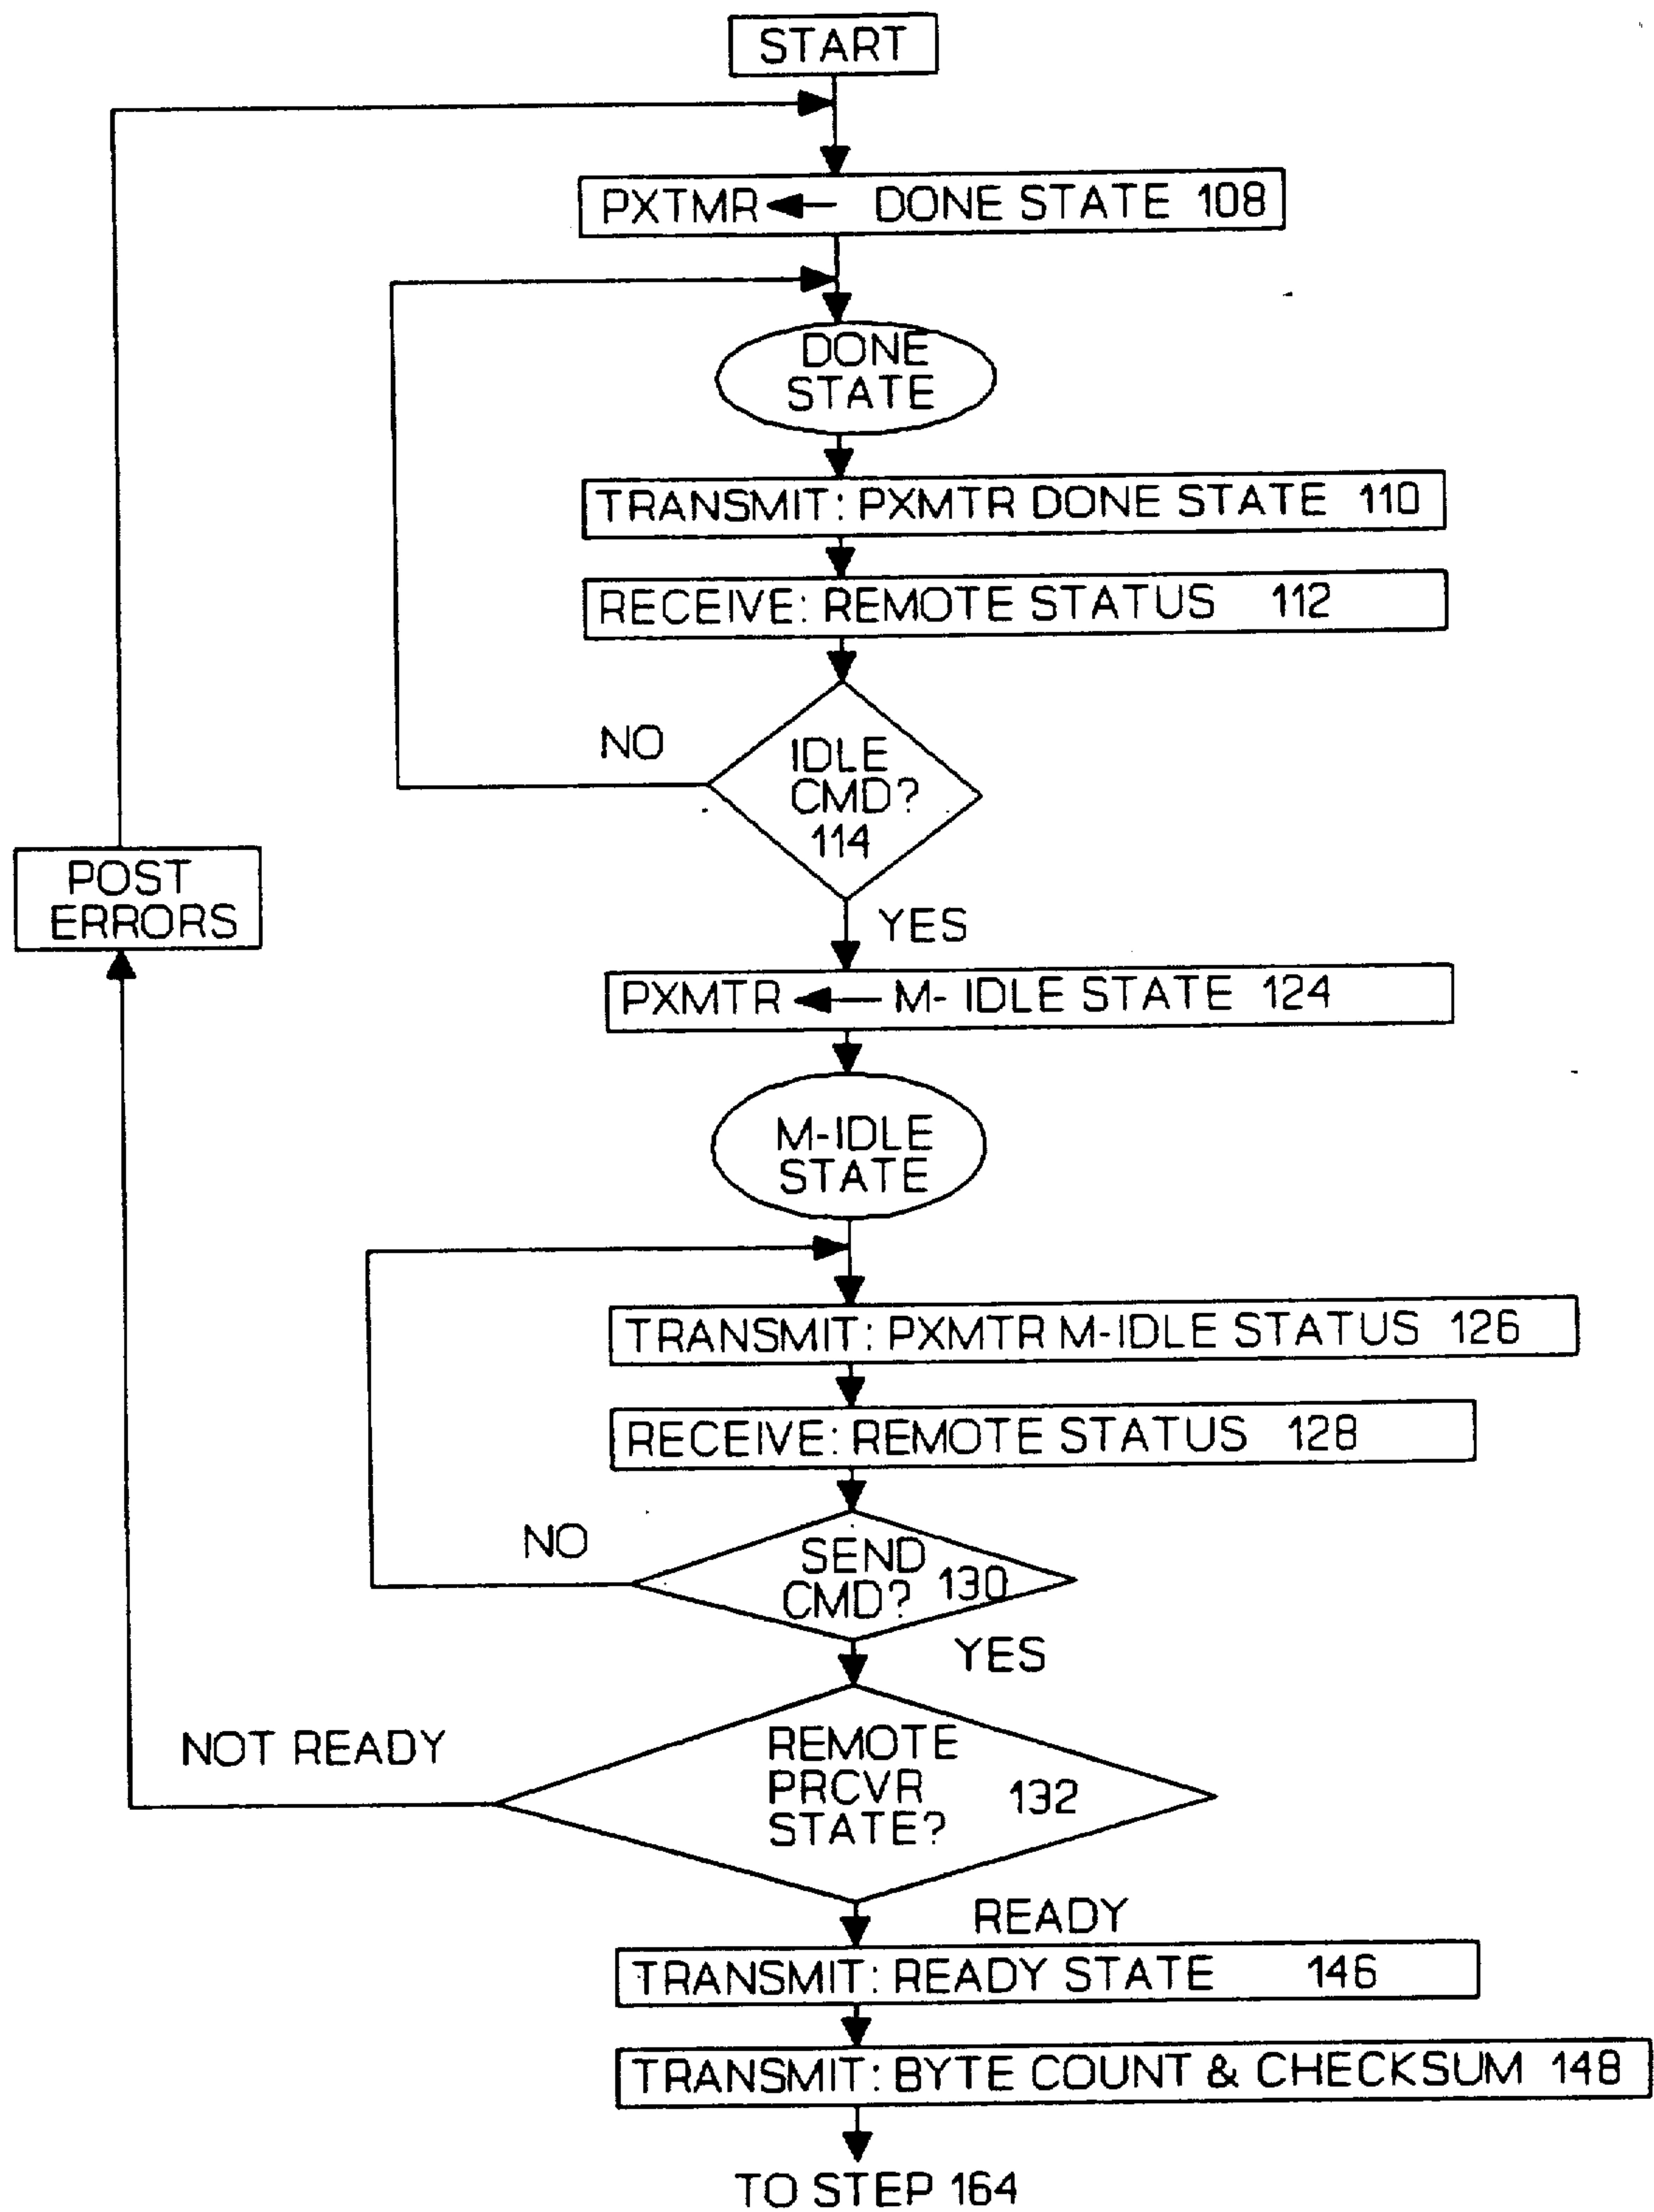 START
PXTMR ← DONE STATE 108
DONE
STATE
TRANSMIT: PXMTR DONE STATE 110
RECEIVE: REMOTE STATUS 112
NO
IDLE
CMD?
114
POST
ERRORS
YES
PXMTR ← M- IDLE STATE 124
M-IDLE
STATE
TRANSMIT: PXMTR M-IDLE STATUS 126
RECEIVE: REMOTE STATUS 128
NO
SEND
CMD? 130
YES
NOT READY
REMOTE
PRCVR 132
STATE?
READY
TRANSMIT: READY STATE 146
TRANSMIT: BYTE COUNT & CHECKSUM 148
TO STEP 164